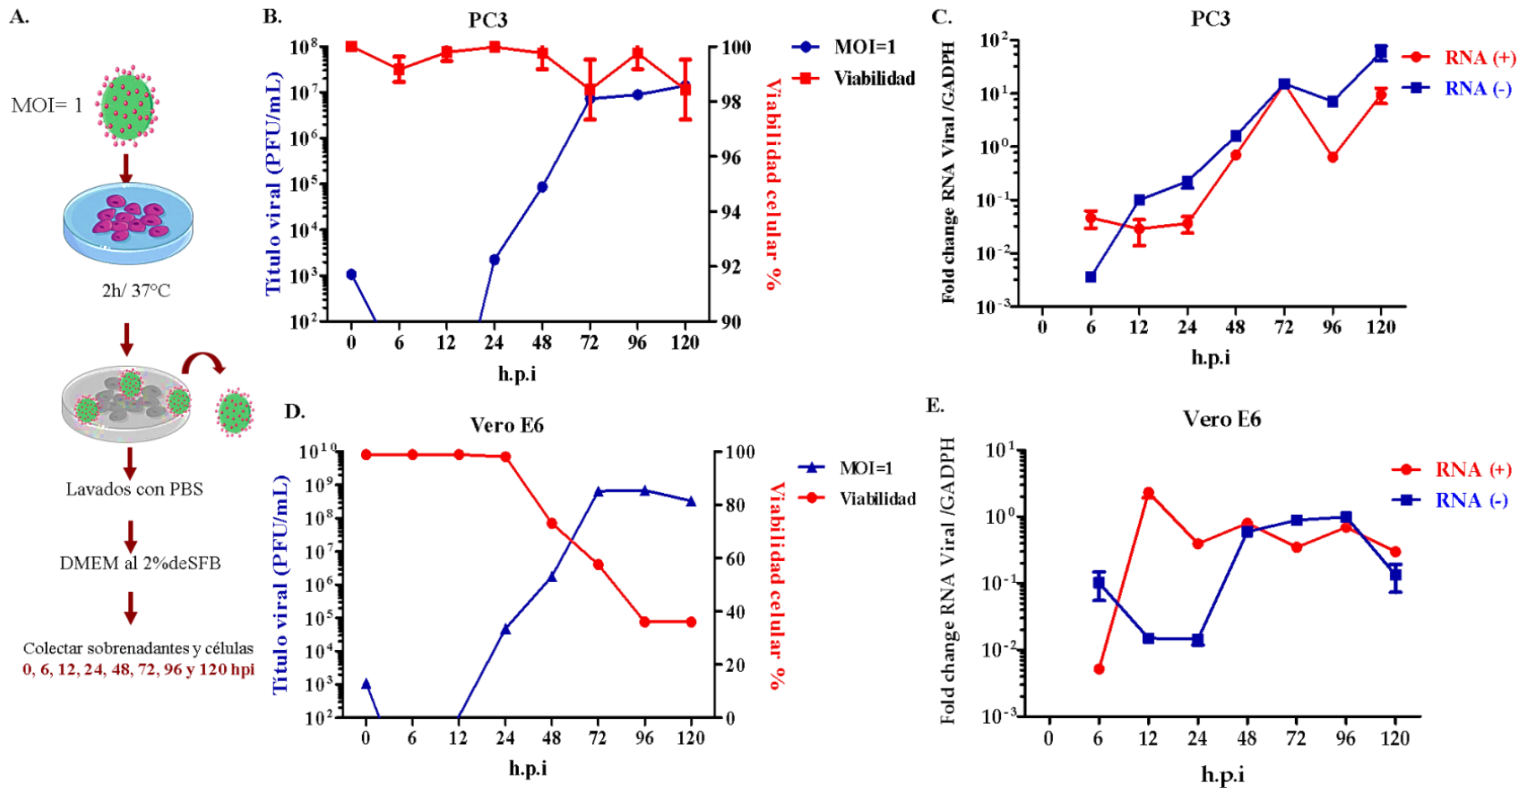 A.
MOI= 1
2h/ 37°C
Lavados con PBS
DMEM al 2%deSFB
Colectar sobrenadantes y células
0, 6, 12, 24, 48, 72, 96 y 120 hpi
B.
PC3
Título viral (PFU/mL)
10⁸
10⁷
10⁶
10⁵
10⁴
10³
10²
0 6 12 24 48 72 96 120
h.p.i
100
98
96
94
92
90
Viabilidad celular %
MOI=1
Viabilidad
C.
PC3
Fold change RNA Viral /GADPH
10²
10¹
10⁰
10⁻¹
10⁻²
10⁻³
0 6 12 24 48 72 96 120
h.p.i
RNA (+)
RNA (-)
D.
Vero E6
Título viral (PFU/mL)
10¹⁰
10⁹
10⁸
10⁷
10⁶
10⁵
10⁴
10³
10²
0 6 12 24 48 72 96 120
h.p.i
100
80
60
40
20
0
Viabilidad celular %
MOI=1
Viabilidad
E.
Vero E6
Fold change RNA Viral /GADPH
10¹
10⁰
10⁻¹
10⁻²
10⁻³
0 6 12 24 48 72 96 120
h.p.i
RNA (+)
RNA (-)